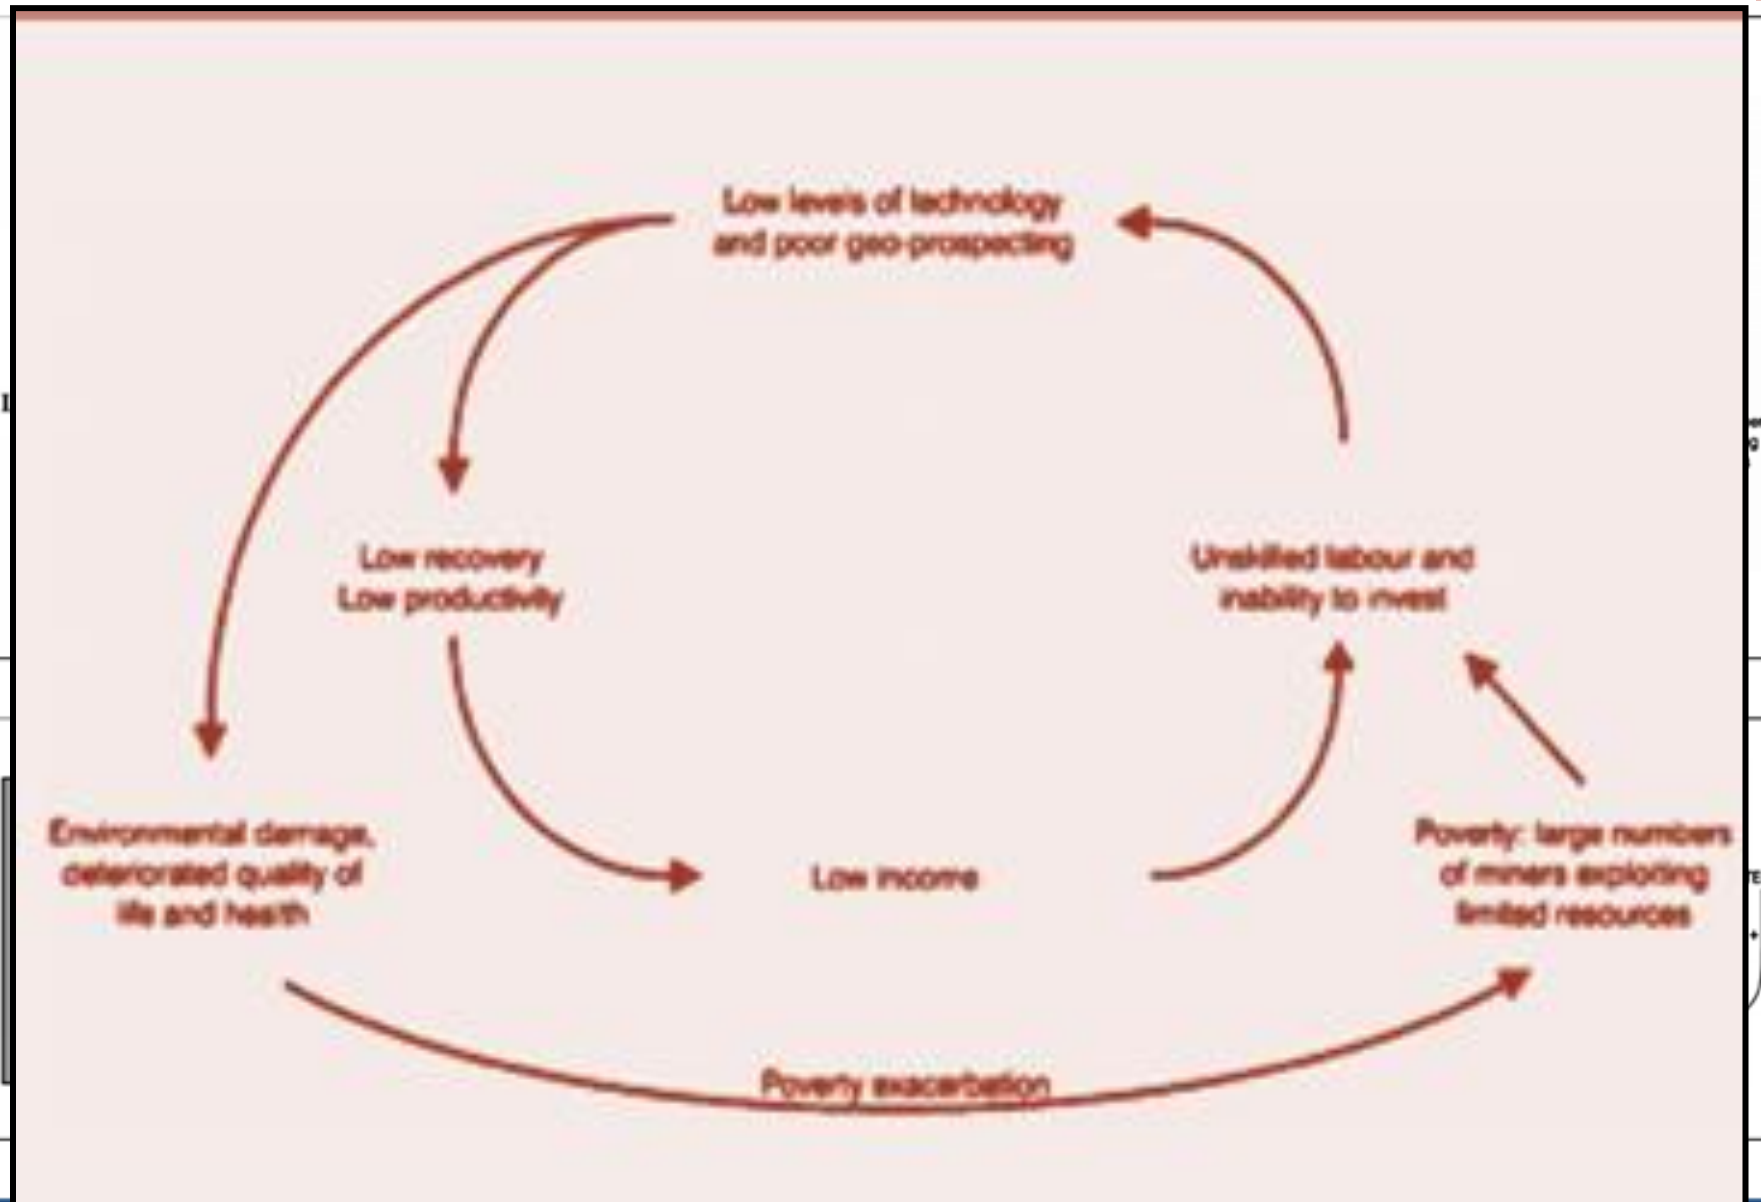 Low levels of technology
and poor geo-prospecting
Low recovery
Low productivity
Unskilled labour and
inability to invest
Environmental damage,
deteriorated quality of
life and health
Low income
Poverty: large numbers
of miners exploiting
limited resources
Poverty exacerbation